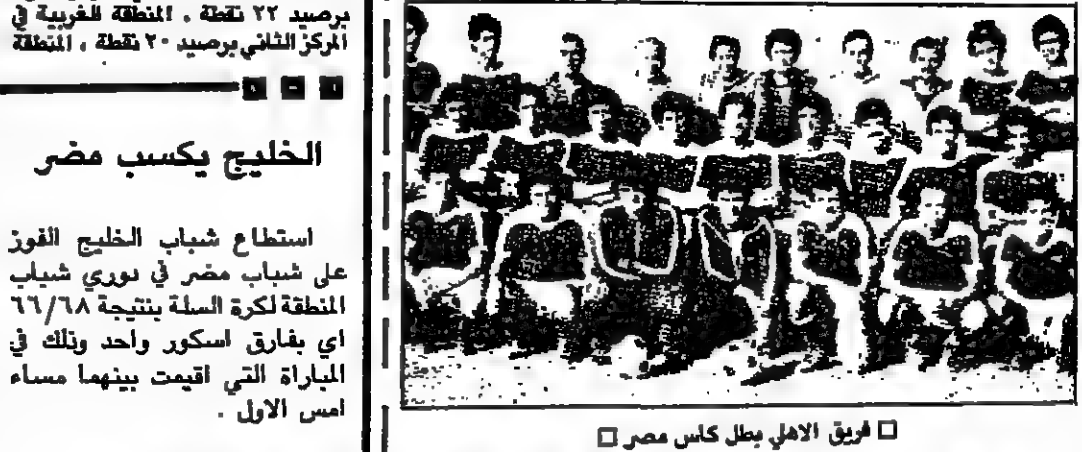 برصيد ٢٢ نقطة ، المنطقة الغربية في
المركز الثاني برصيد ٢٠ نقطة ، المنطقة
الخليج يكسب مضر
استطاع شباب الخليج الفوز
على شباب مضر في دوري شباب
المنطقة لكرة السلة بنتيجة ٦٦/٦٨
اي بفارق اسكور واحد وذلك في
المباراة التي اقيمت بينهما مساء
امس الاول .
فريق الاهلي بطل كاس مصر